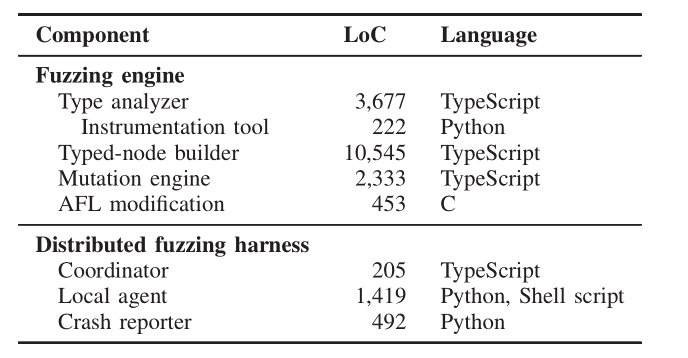 Component LoC Language
Fuzzing engine
Type analyzer 3,677 TypeScript
Instrumentation tool 222 Python
Typed-node builder 10,545 TypeScript
Mutation engine 2,333 TypeScript
AFL modification 453 C
Distributed fuzzing harness
Coordinator 205 TypeScript
Local agent 1,419 Python, Shell script
Crash reporter 492 Python